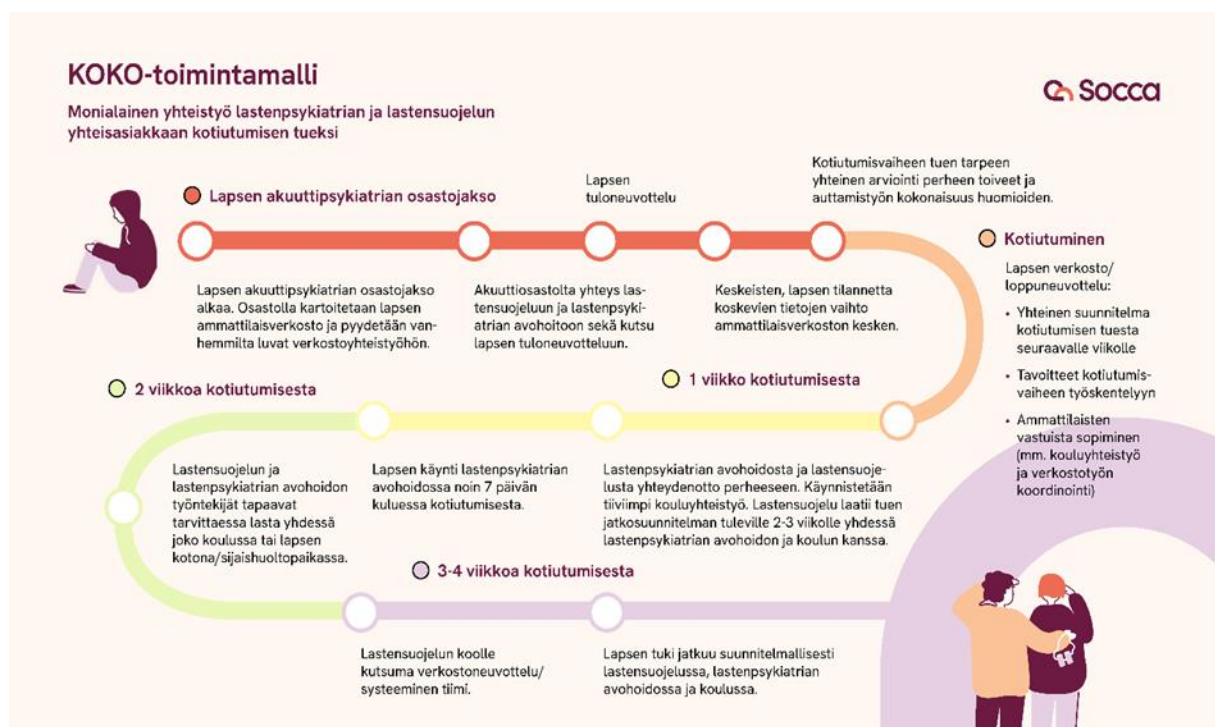 KOKO-toimintamalli
Monialainen yhteistyö lastenpsykiatrian ja lastensuojelun
yhteisasiakkaan kotiutumisen tueksi
Socca
Lapsen akuuttipsykiatrian osastojakso
Lapsen
tuloneuvottelu
Kotiutumisvaiheen tuen tarpeen
yhteinen arviointi perheen toiveet ja
auttamistyön kokonaisuus huomioiden.
Lapsen akuuttipsykiatrian osastojakso
alkaa. Osastolla kartoitetaan lapsen
ammattilaisverkosto ja pyydetään van-
hemmilta luvat verkostoyhteistyöhön.
Akuuttiosastolta yhteys las-
tensuojeluun ja lastenpsyki-
atrian avohoitoon sekä kutsu
lapsen tuloneuvotteluun.
Keskeisten, lapsen tilannetta
koskevien tietojen vaihto
ammattilaisverkoston kesken.
Kotiutuminen
Lapsen verkosto/
loppuneuvottelu:
• Yhteinen suunnitelma
kotiutumisen tuesta
seuraavalle viikolle
• Tavoitteet kotiutumis-
vaiheen työskentelyyn
• Ammattilaisten
vastuista sopiminen
(mm. kouluyhteistyö
ja verkostotyön
koordinointi)
1 viikko kotiutumisesta
Lastenpsykiatrian avohoidosta ja lastensuoje-
lusta yhteydenotto perheeseen. Käynnistetään
tiiviimpi kouluyhteistyö. Lastensuojelu laatii tuen
jatkosuunnitelman tuleville 2-3 viikolle yhdessä
lastenpsykiatrian avohoidon ja koulun kanssa.
Lapsen käynti lastenpsykiatrian
avohoidossa noin 7 päivän
kuluessa kotiutumisesta.
2 viikkoa kotiutumisesta
Lastensuojelun ja
lastenpsykiatrian avohoidon
työntekijät tapaavat
tarvittaessa lasta yhdessä
joko koulussa tai lapsen
kotona/sijaishuoltopaikassa.
3-4 viikkoa kotiutumisesta
Lastensuojelun koolle
kutsuma verkostoneuvottelu/
systeeminen tiimi.
Lapsen tuki jatkuu suunnitelmallisesti
lastensuojelussa, lastenpsykiatrian
avohoidossa ja koulussa.